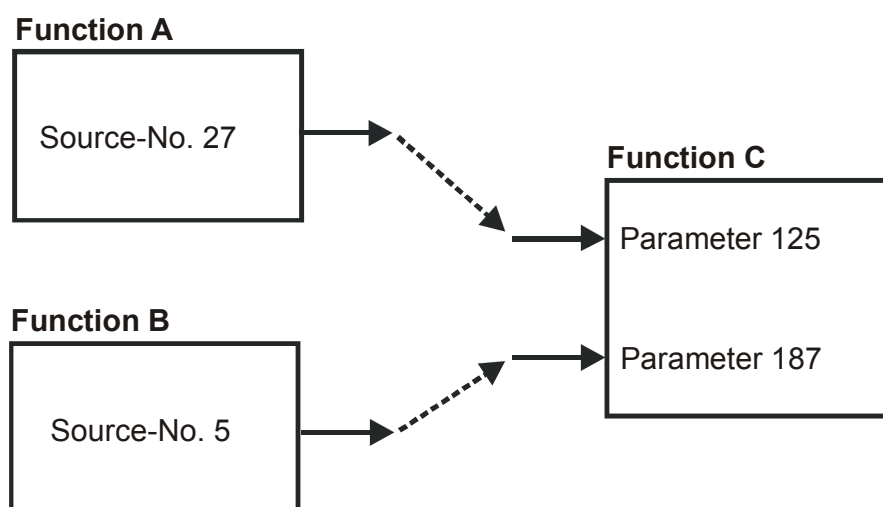 Function A
Source-No. 27
Function C
Parameter 125
Function B
Parameter 187
Source-No. 5